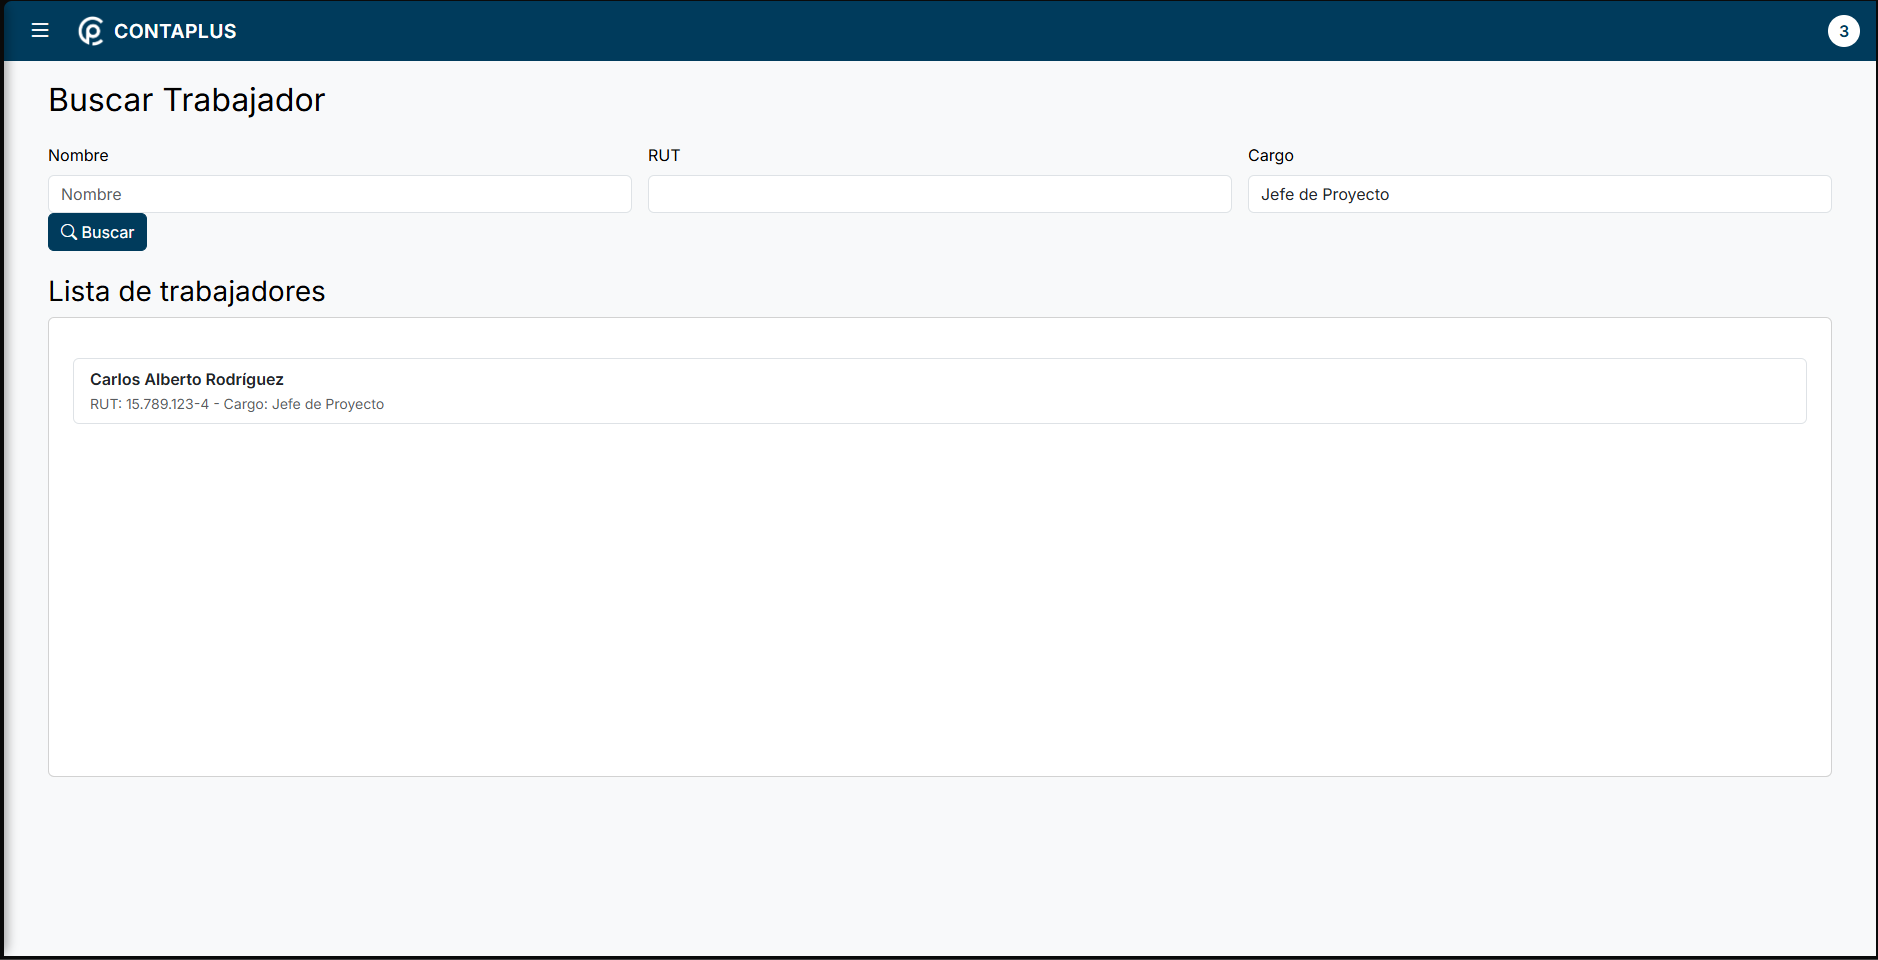 CONTAPLUS
3
Buscar Trabajador
Nombre
RUT
Cargo
Nombre
Jefe de Proyecto
Buscar
Lista de trabajadores
Carlos Alberto Rodríguez
RUT: 15.789.123-4 - Cargo: Jefe de Proyecto